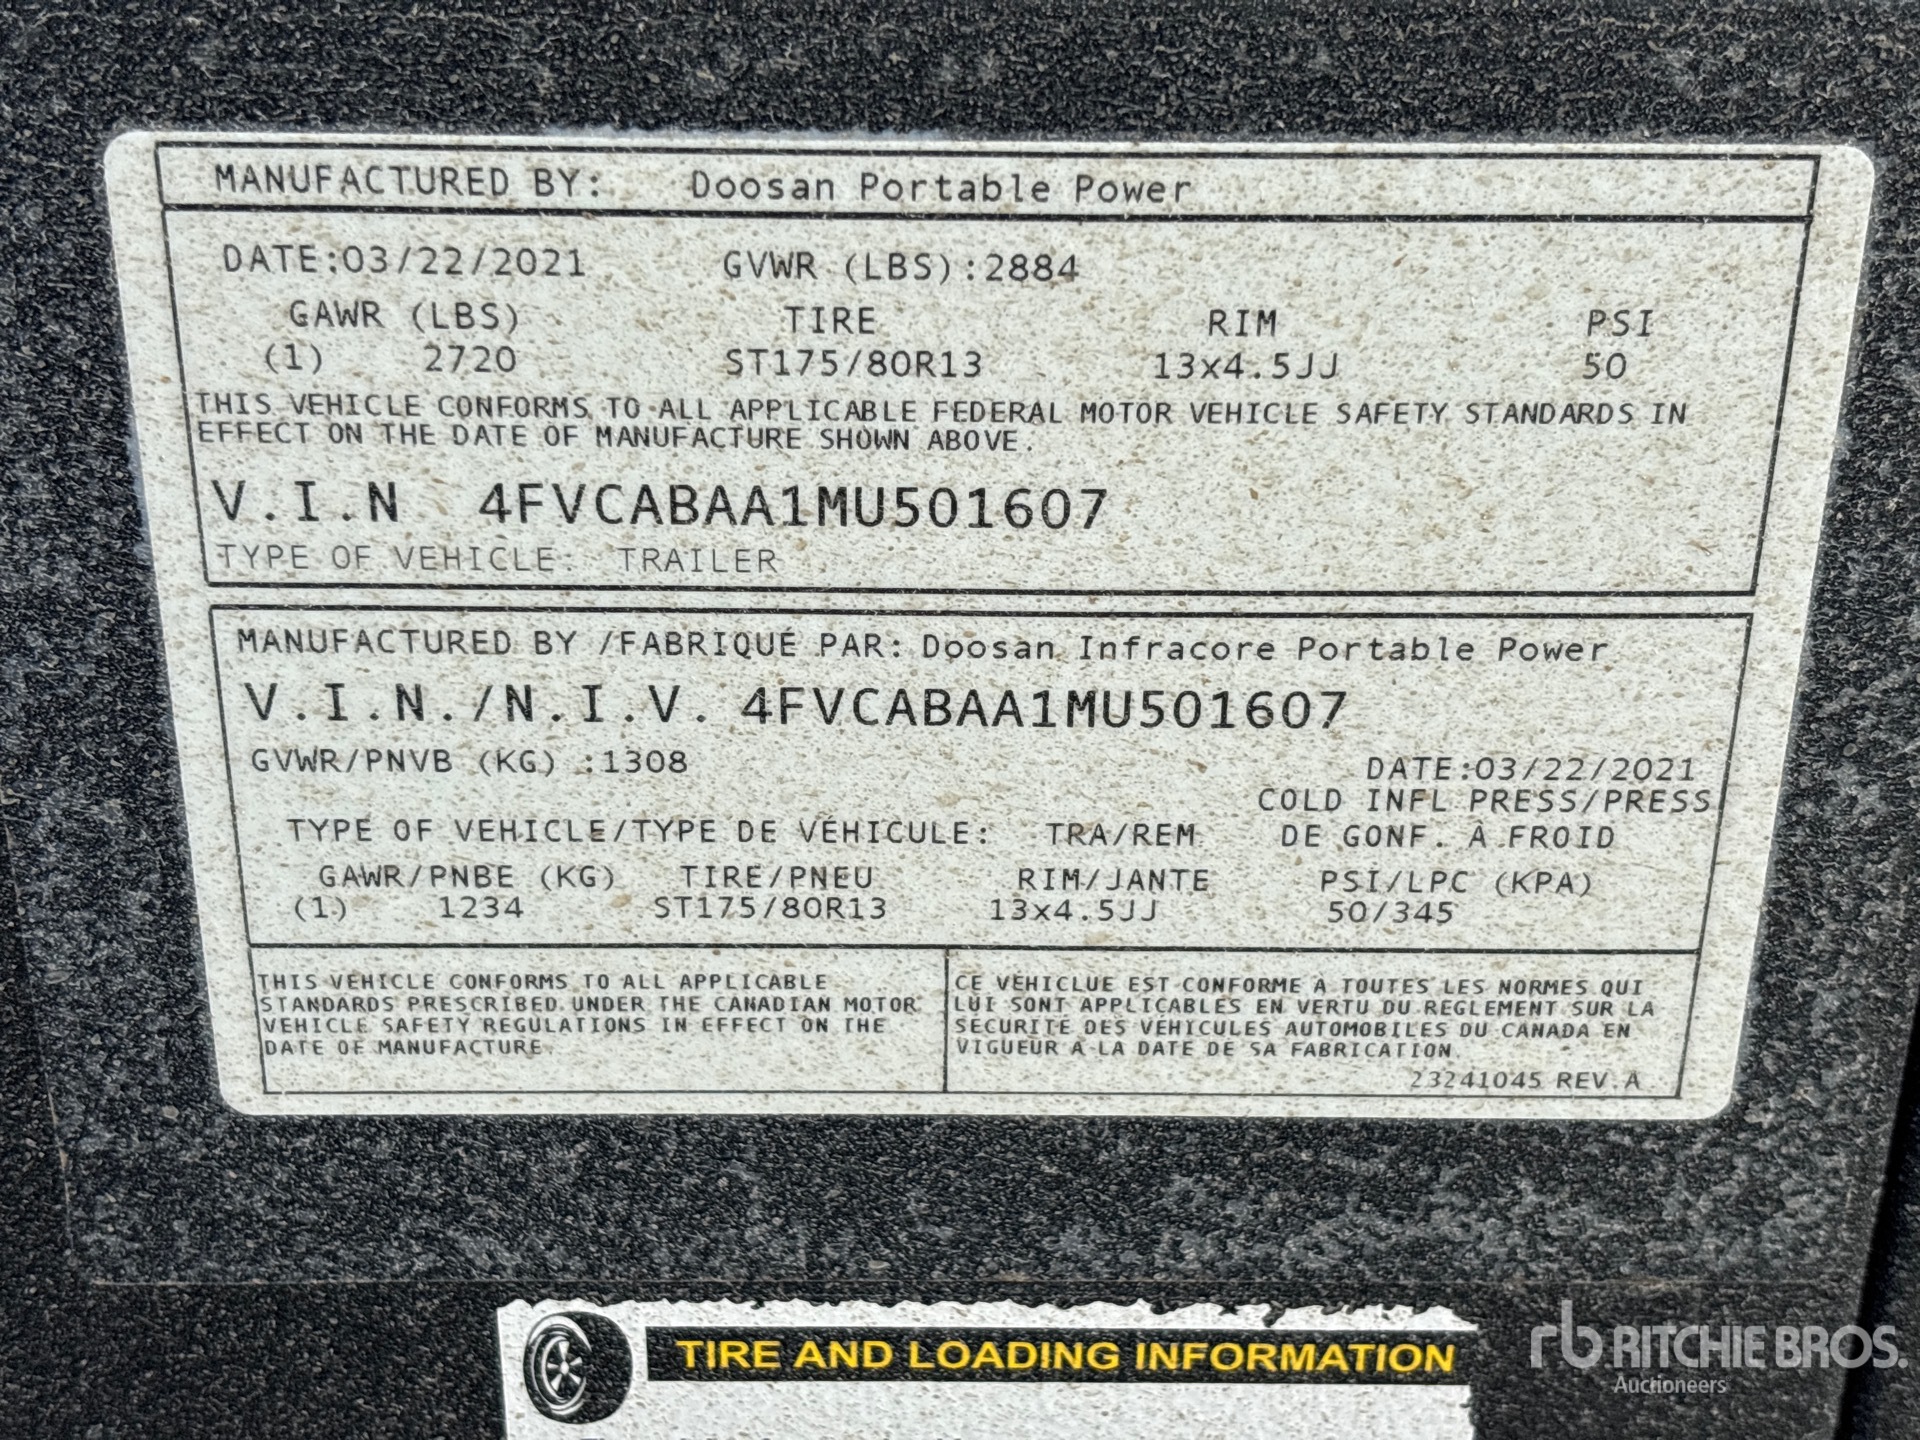 MANUFACTURED BY: Doosan Portable Power
DATE:03/22/2021 GVWR (LBS):2884
GAWR (LBS) TIRE RIM PSI
(1) 2720 ST175/80R13 13x4.5JJ 50
THIS VEHICLE CONFORMS TO ALL APPLICABLE FEDERAL MOTOR VEHICLE SAFETY STANDARDS IN
EFFECT ON THE DATE OF MANUFACTURE SHOWN ABOVE.
V.I.N 4FVCABAA1MU501607
TYPE OF VEHICLE: TRAILER
MANUFACTURED BY /FABRIQUÉ PAR: Doosan Infracore Portable Power
V.I.N./N.I.V. 4FVCABAA1MU501607
GVWR/PNVB (KG) :1308
DATE:03/22/2021
COLD INFL PRESS/PRESS
TYPE OF VEHICLE/TYPE DE VÉHICULE: TRA/REM DE GONF. À FROID
GAWR/PNBE (KG) TIRE/PNEU RIM/JANTE PSI/LPC (KPA)
(1) 1234 ST175/80R13 13x4.5JJ 50/345
THIS VEHICLE CONFORMS TO ALL APPLICABLE
STANDARDS PRESCRIBED UNDER THE CANADIAN MOTOR
VEHICLE SAFETY REGULATIONS IN EFFECT ON THE
DATE OF MANUFACTURE.
CE VÉHICLUE EST CONFORME À TOUTES LES NORMES QUI
LUI SONT APPLICABLES EN VERTU DU RÈGLEMENT SUR LA
SÉCURITÉ DES VÉHICULES AUTOMOBILES DU CANADA EN
VIGUEUR À LA DATE DE SA FABRICATION.
23241045 REV.A
TIRE AND LOADING INFORMATION
rb RITCHIE BROS.
Auctioneers